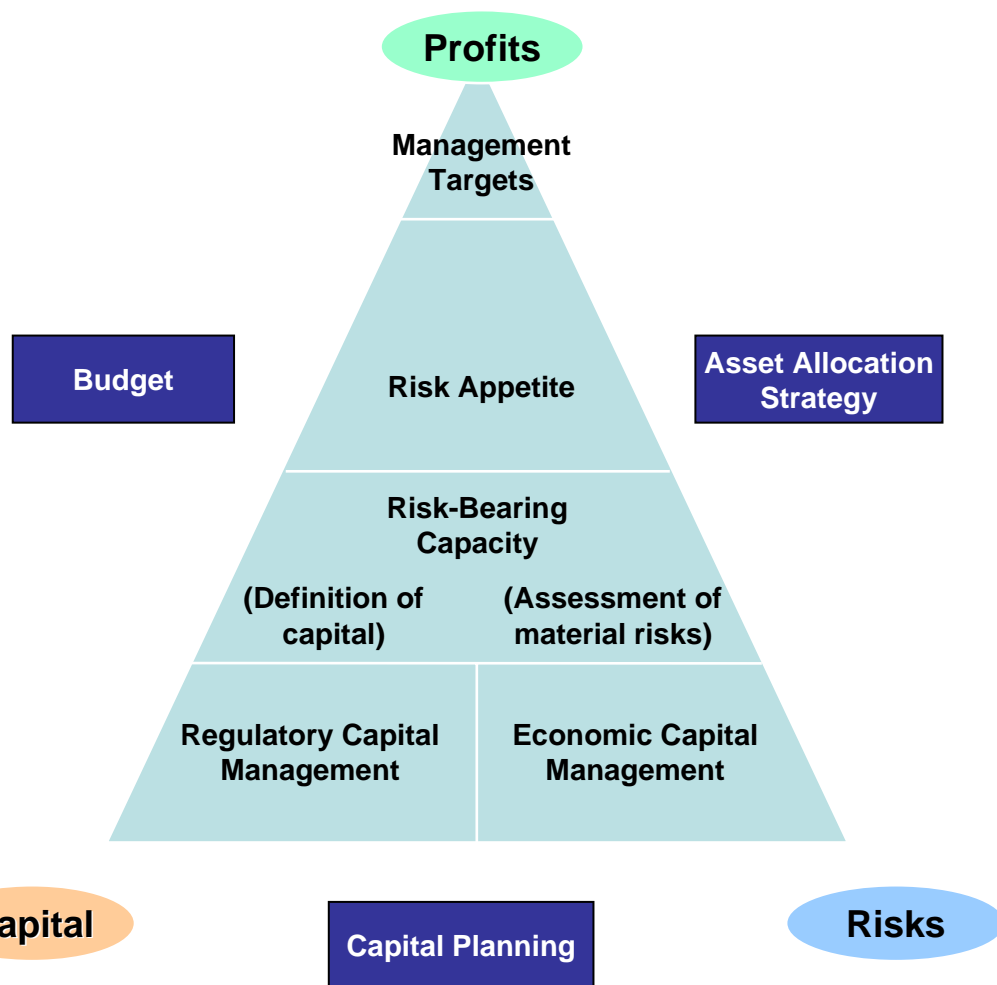 Profits
Management
Targets
Budget
Risk Appetite
Asset Allocation
Strategy
Risk-Bearing
Capacity
(Definition of
capital)
(Assessment of
material risks)
Regulatory Capital
Management
Economic Capital
Management
apital
Capital Planning
Risks